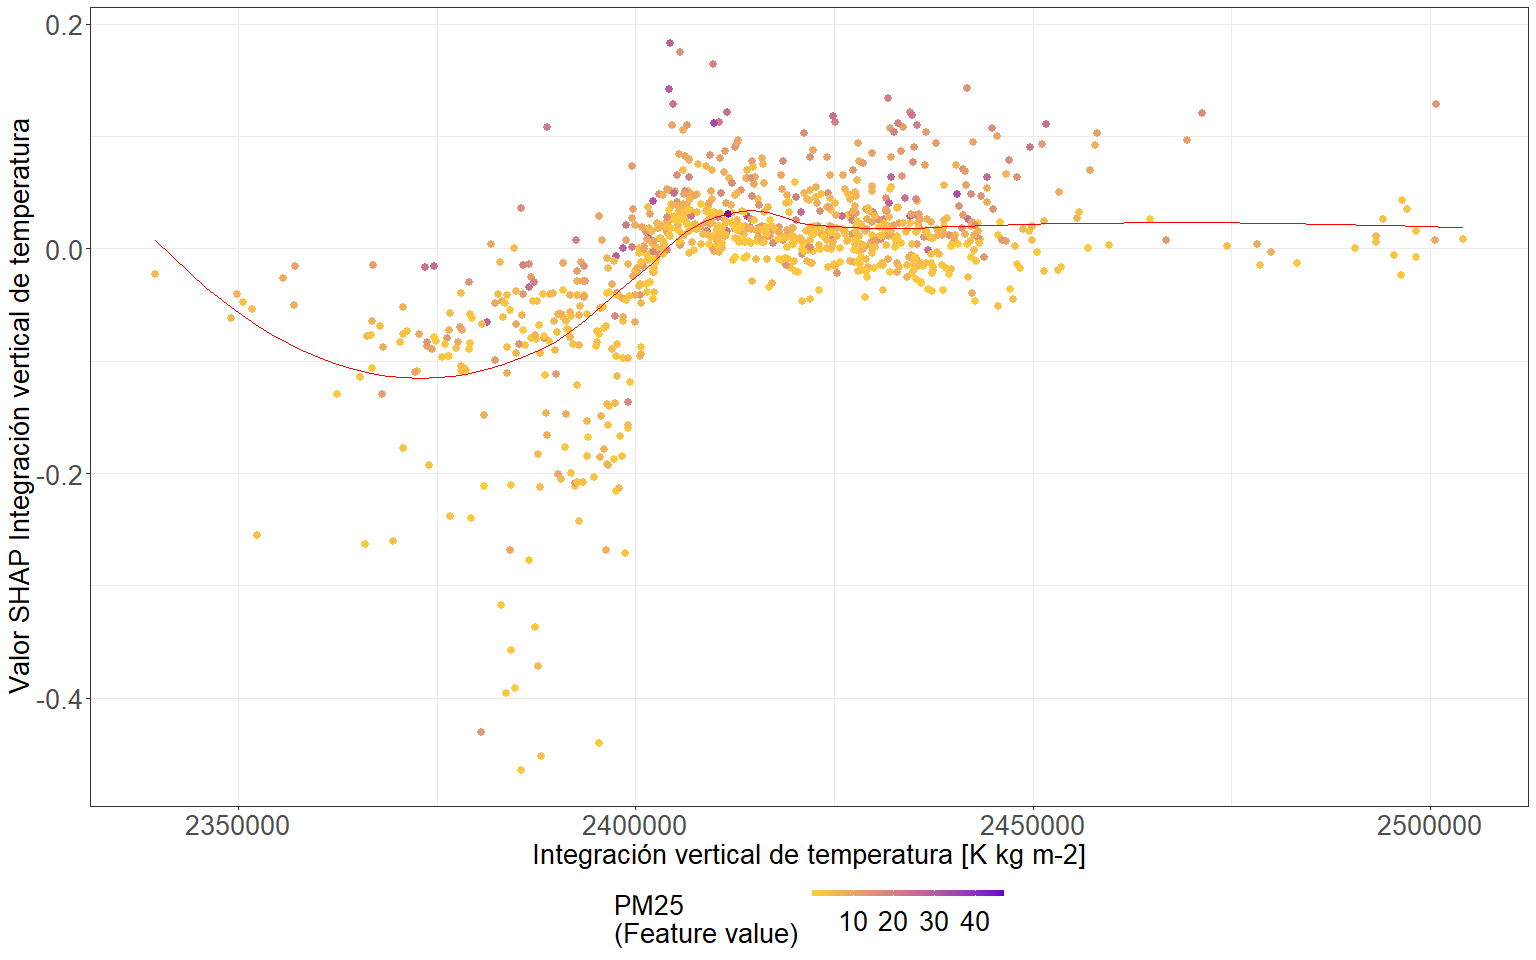 Valor SHAP Integración vertical de temperatura
0.2
0.0
-0.2
-0.4
2350000 2400000 2450000 2500000
Integración vertical de temperatura [K kg m-2]
PM25
(Feature value)
10 20 30 40